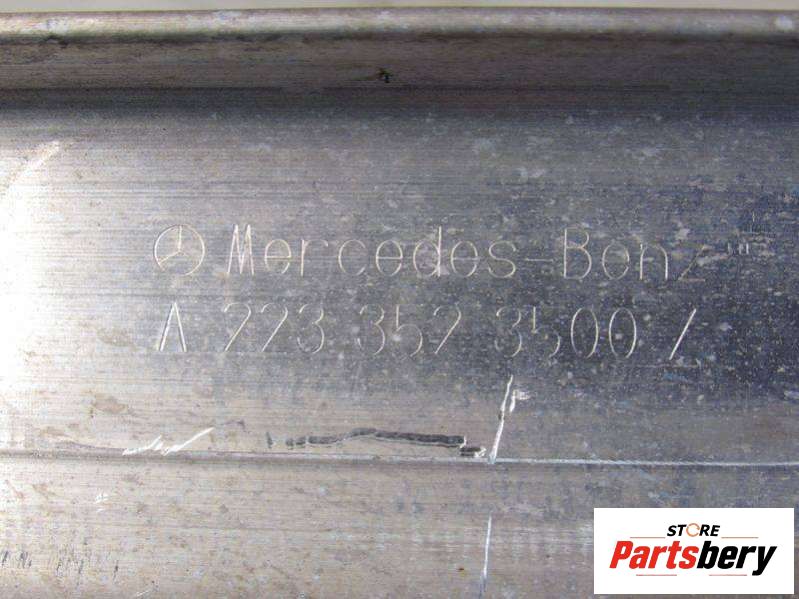 Mercedes-Benz
A 223 352 3500 /
STORE
Partsbery